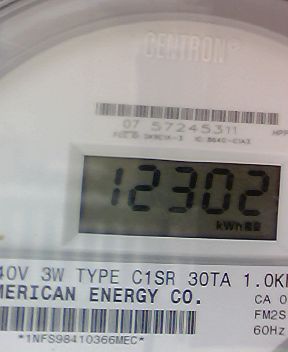 CENTRON®
07 57245311
12302
kWh
40V 3W TYPE C1SR 30TA 1.0K
MERICAN ENERGY CO.
CA 0
FM2S
60Hz
*1NFS98410366MEC*